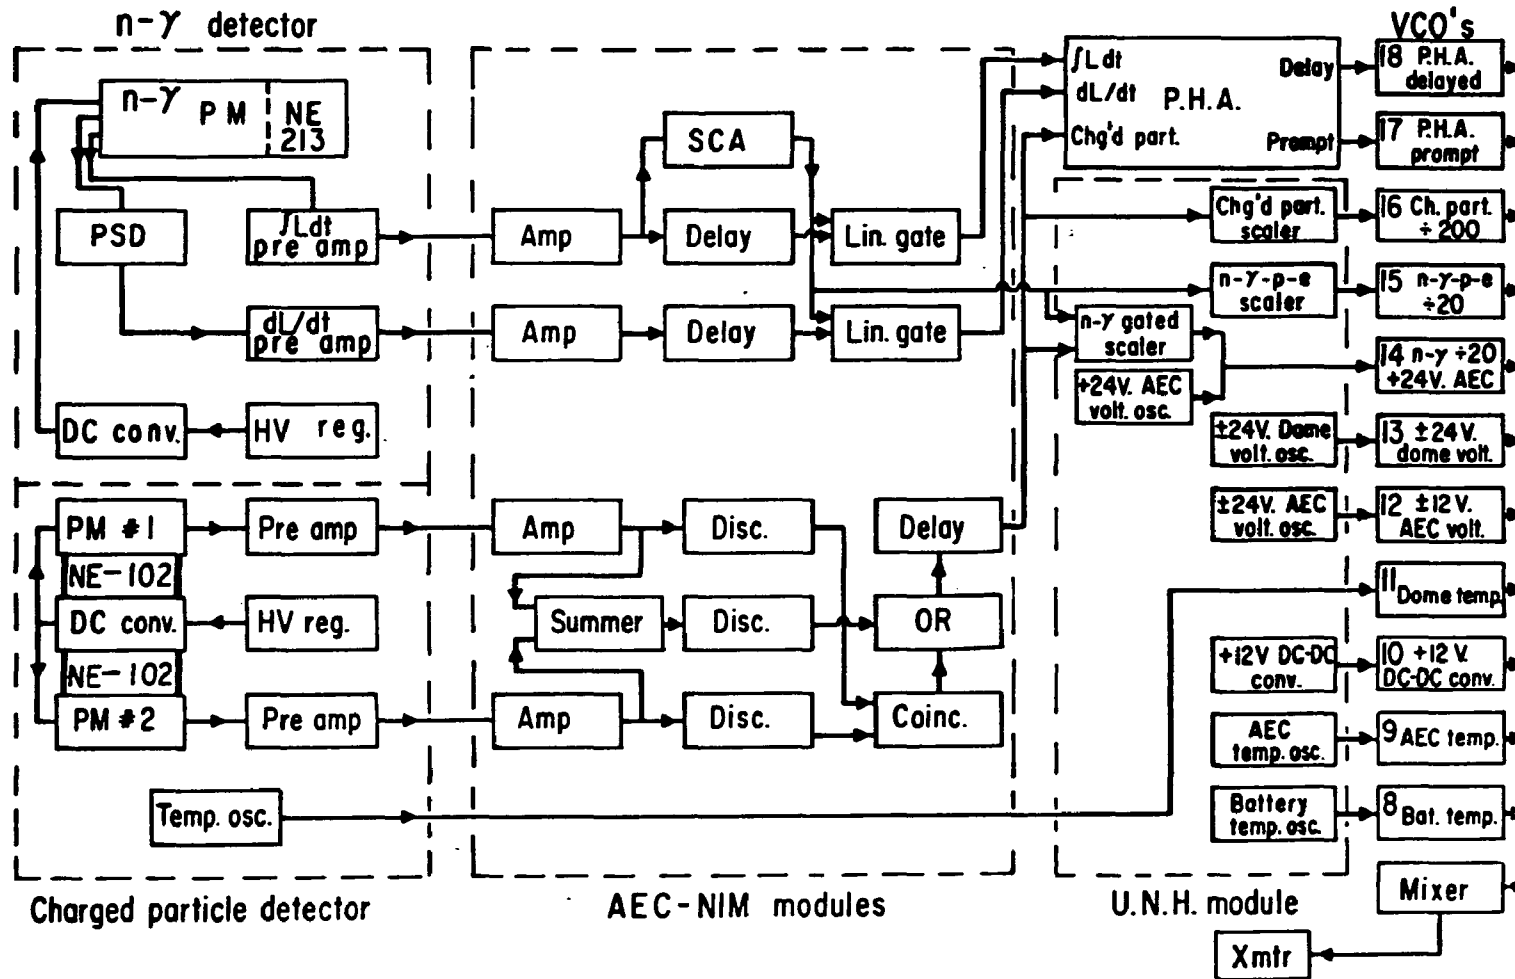 n-γ detector
n-γ
PM
NE
213
PSD
∫Ldt
pre amp
dL/dt
pre amp
DC conv.
HV reg.
PM #1
Pre amp
NE-102
DC conv.
HV reg.
NE-102
PM #2
Pre amp
Temp. osc.
Charged particle detector
SCA
Amp
Delay
Lin. gate
Amp
Delay
Lin. gate
Amp
Disc.
Delay
Summer
Disc.
OR
Amp
Disc.
Coinc.
AEC-NIM modules
∫Ldt
dL/dt
Chg'd part.
P.H.A.
Delay
Prempt
Chg'd part.
scaler
n-γ-p-e
scaler
n-γ gated
scaler
+24V. AEC
volt. osc.
±24V. Dome
volt. osc.
±24V. AEC
volt. osc.
+12V DC-DC
conv.
AEC
temp. osc.
Battery
temp. osc.
U.N.H. module
VCO's
18 P.H.A.
delayed
17 P.H.A.
prompt
16 Ch. part.
÷ 200
15 n-γ-p-e
÷20
14 n-γ ÷20
+24V. AEC
13 ±24V.
dome volt.
12 ±12V.
AEC volt.
11 Dome temp.
10 +12 V.
DC-DC conv.
9 AEC temp.
8 Bat. temp.
Mixer
Xmtr